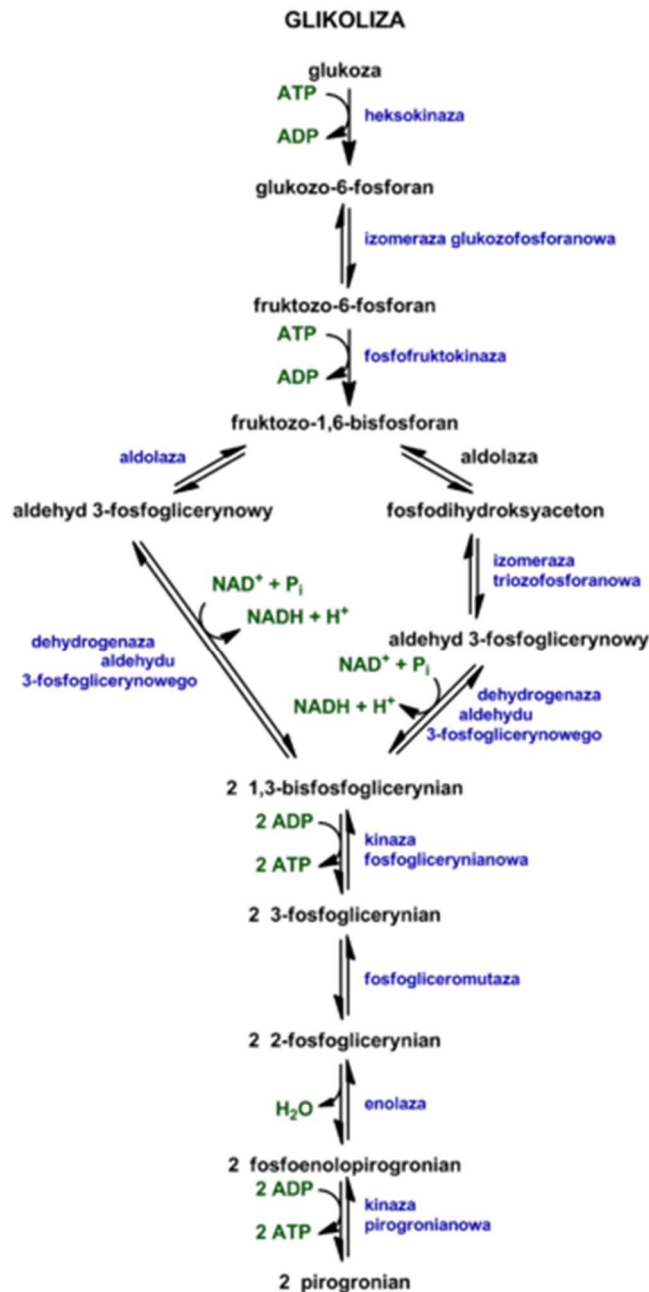 GLIKOLIZA
glukoza
ATP
heksokinaza
ADP
glukozo-6-fosforan
izomeraza glukozofosforanowa
fruktozo-6-fosforan
ATP
fosfofruktokinaza
ADP
fruktozo-1,6-bisfosforan
aldolaza
aldolaza
aldehyd 3-fosfoglicerynowy
fosfodihydroksyaceton
izomeraza
triozofosforanowa
NAD⁺ + Pᵢ
NADH + H⁺
dehydrogenaza
aldehydu
3-fosfoglicerynowego
aldehyd 3-fosfoglicerynowy
NAD⁺ + Pᵢ
NADH + H⁺
dehydrogenaza
aldehydu
3-fosfoglicerynowego
2 1,3-bisfosfoglicerynian
2 ADP
2 ATP
kinaza
fosfoglicerynianowa
2 3-fosfoglicerynian
fosfogliceromutaza
2 2-fosfoglicerynian
H₂O
enolaza
2 fosfoenolopirogronian
2 ADP
2 ATP
kinaza
pirogronianowa
2 pirogronian